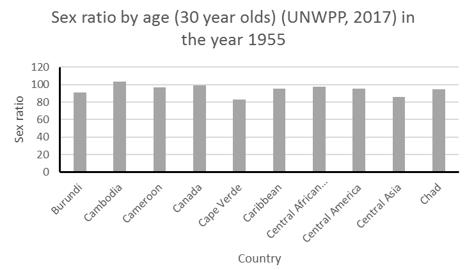 Sex ratio by age (30 year olds) (UNWPP, 2017) in
the year 1955
Sex ratio
120
100
80
60
40
20
0
Burundi
Cambodia
Cameroon
Canada
Cape Verde
Caribbean
Central African...
Central America
Central Asia
Chad
Country